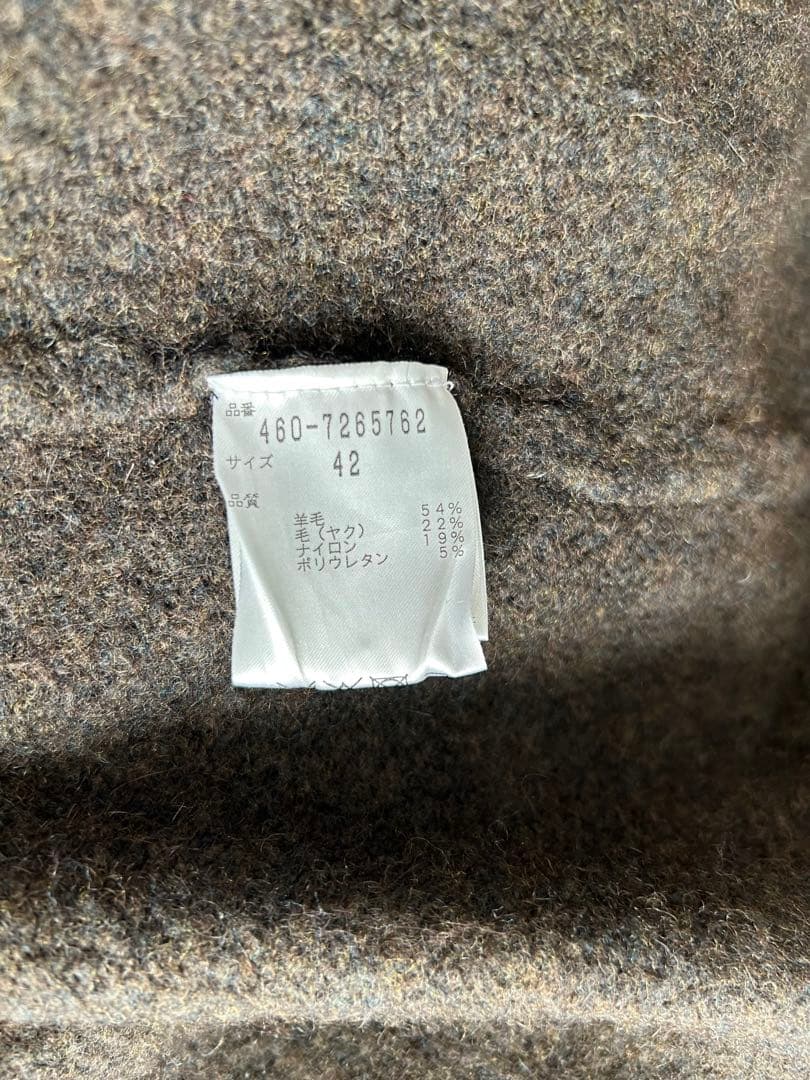 品番
460-7265762
サイズ 42
品質
羊毛 54%
毛(ヤク) 22%
ナイロン 19%
ポリウレタン 5%